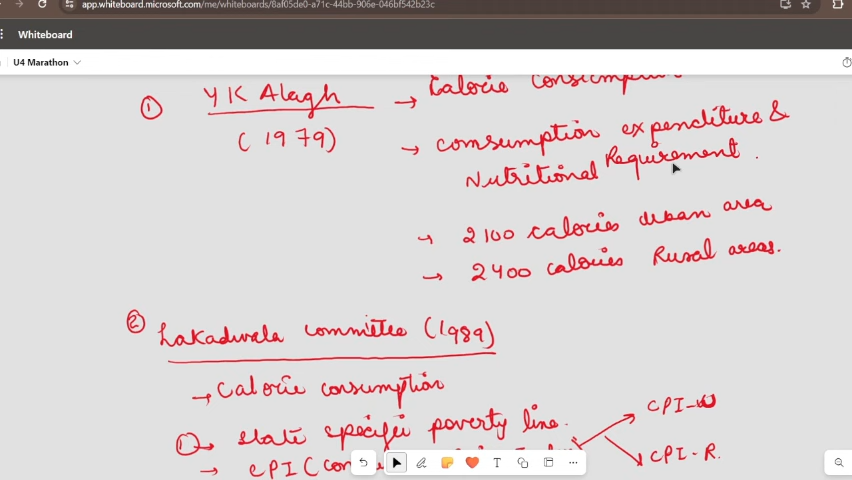 app.whiteboard.microsoft.com/me/whiteboards/8af05de0-a71c-44bb-906e-046bf542b23c
Whiteboard
U4 Marathon
① Y K Alagh → Calorie Consumption
(1979) → comsumption expenditure &
Nutritional Requirement.
→ 2100 calories urban area
→ 2400 calories Rural areas.
② Lakadwala committee (1989)
→ Calorie consumption
① → state specific poverty line.
CPI-U
→ CPI (con
CPI-R.